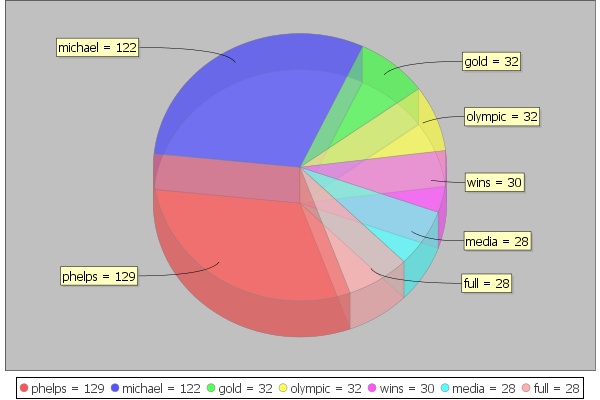 michael = 122
gold = 32
olympic = 32
wins = 30
media = 28
phelps = 129
full = 28
phelps = 129 michael = 122 gold = 32 olympic = 32 wins = 30 media = 28 full = 28